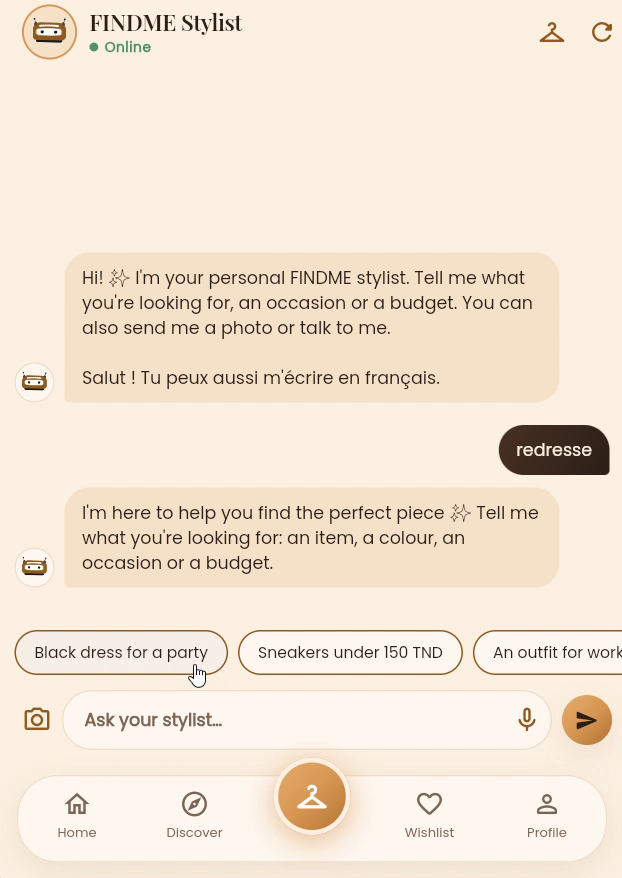 FINDME Stylist
Online
Hi! ✨ I'm your personal FINDME stylist. Tell me what
you're looking for, an occasion or a budget. You can
also send me a photo or talk to me.
Salut ! Tu peux aussi m'écrire en français.
redresse
I'm here to help you find the perfect piece ✨ Tell me
what you're looking for: an item, a colour, an
occasion or a budget.
Black dress for a party
Sneakers under 150 TND
An outfit for work
Ask your stylist...
Home
Discover
Wishlist
Profile